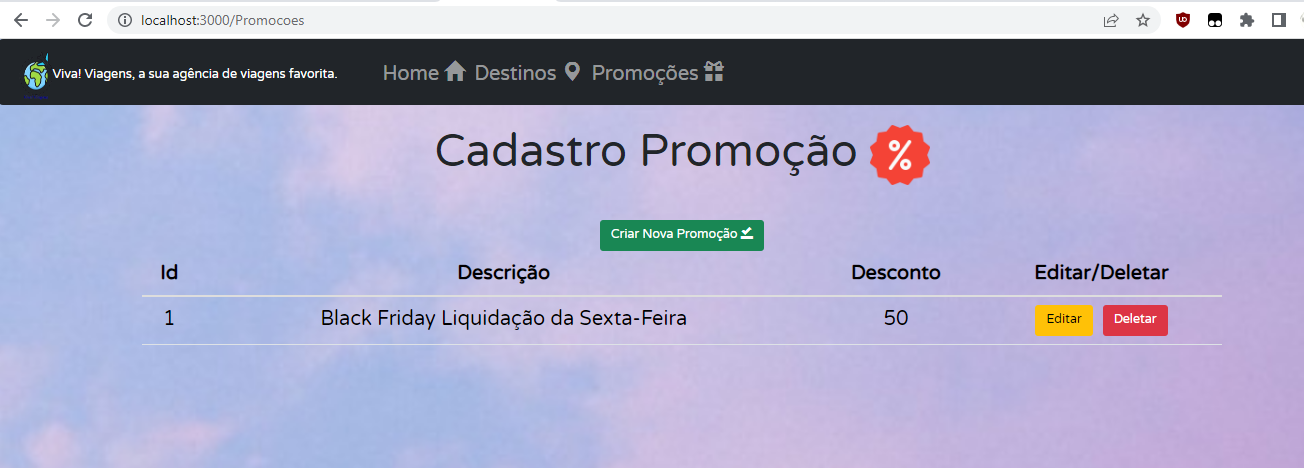 localhost:3000/Promocoes
Viva! Viagens, a sua agência de viagens favorita. Home Destinos Promoções
Cadastro Promoção %
Criar Nova Promoção
Id Descrição Desconto Editar/Deletar
1 Black Friday Liquidação da Sexta-Feira 50 Editar Deletar